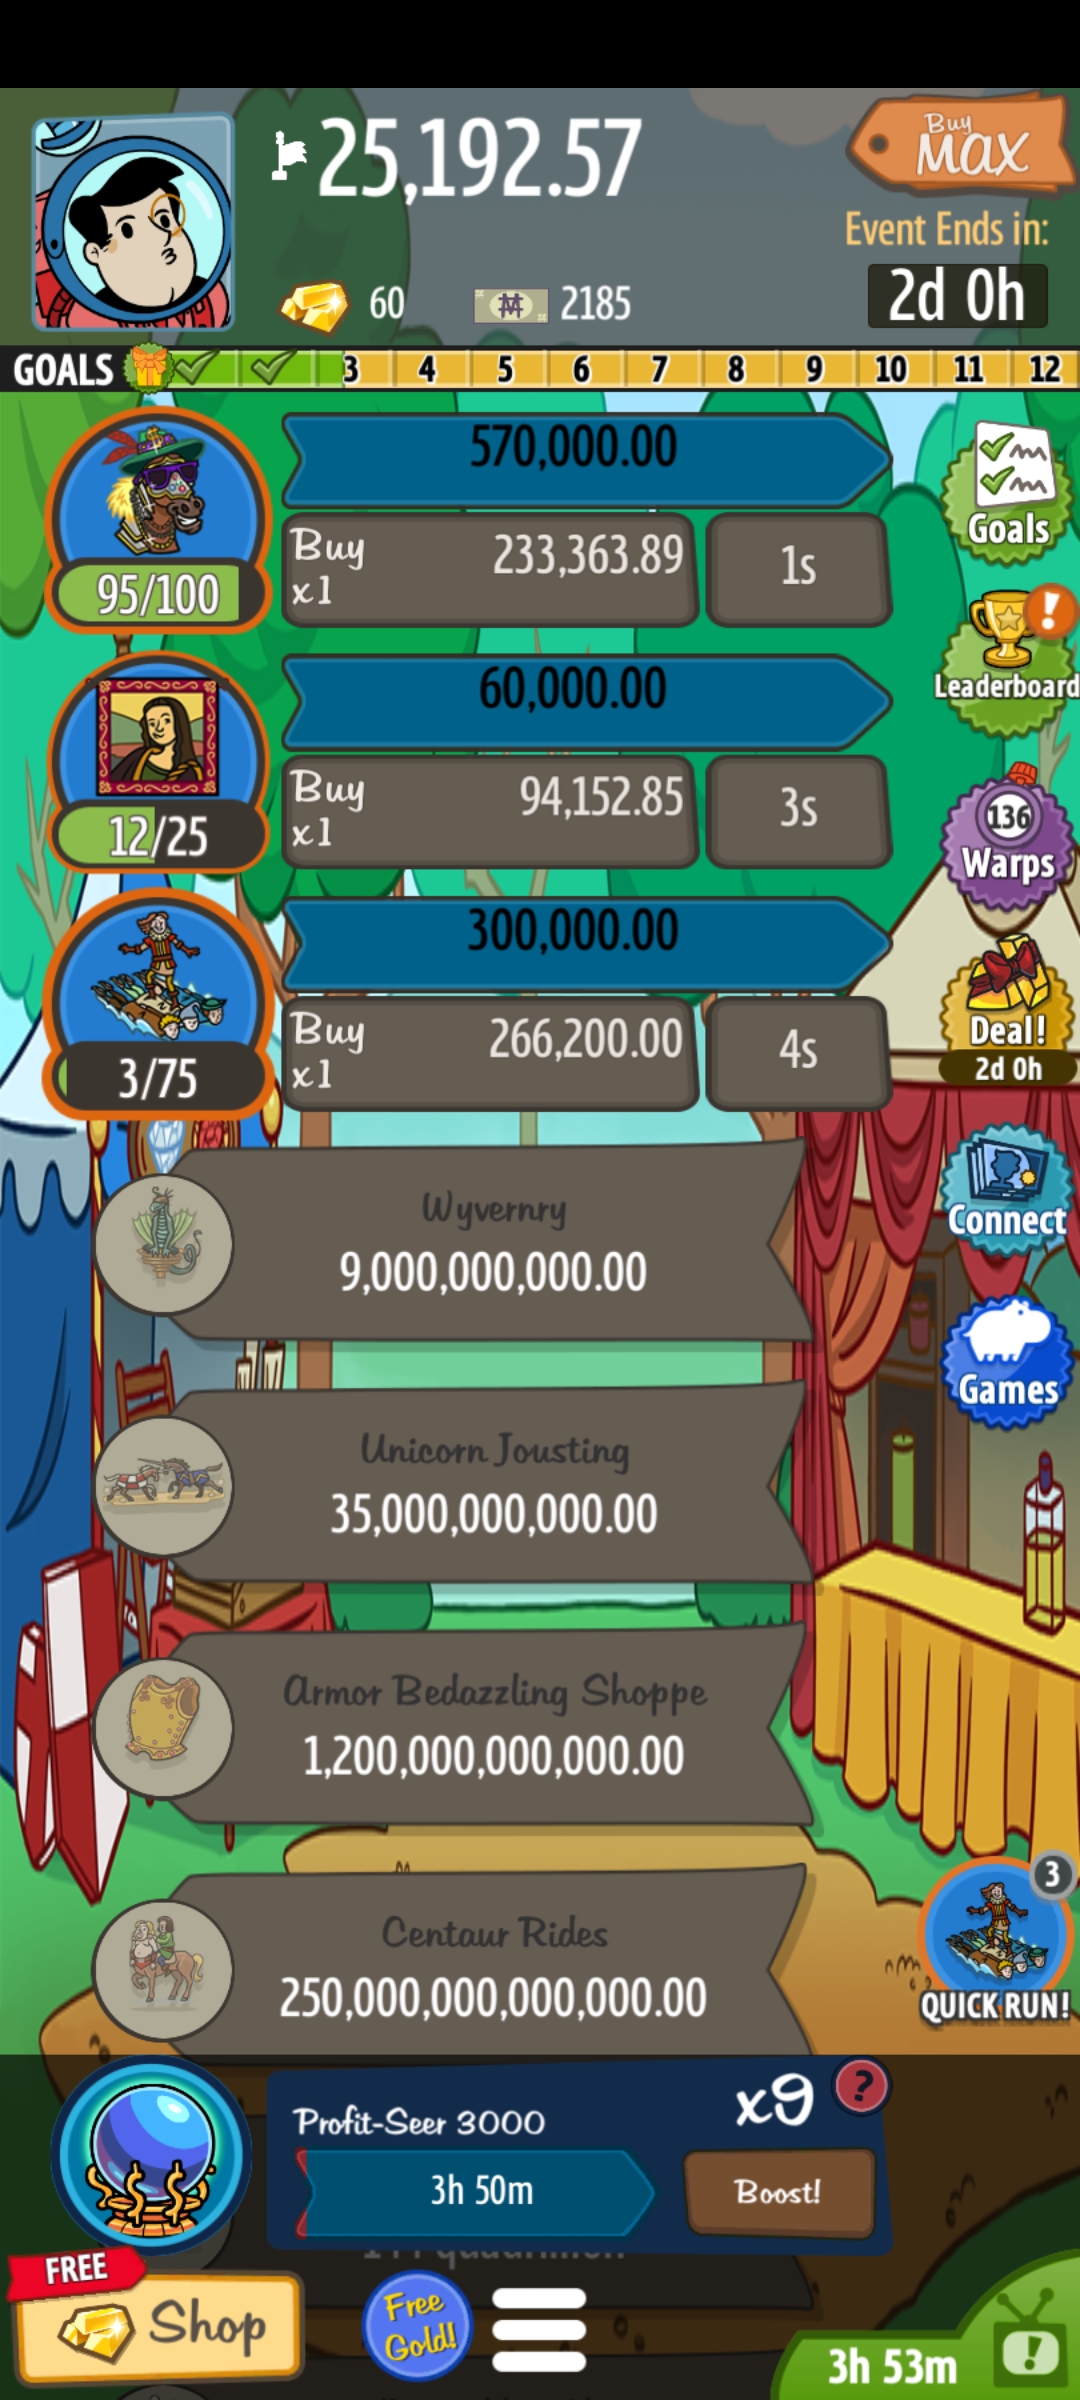 25,192.57
Buy
MAX
Event Ends in:
2d 0h
60
2185
GOALS 3 4 5 6 7 8 9 10 11 12
570,000.00
Buy
x1
233,363.89
1s
95/100
Goals
Leaderboard
60,000.00
Buy
x1
94,152.85
3s
12/25
136
Warps
300,000.00
Buy
x1
266,200.00
4s
3/75
Deal!
2d 0h
Wyvernry
9,000,000,000.00
Connect
Unicorn Jousting
35,000,000,000.00
Games
Armor Bedazzling Shoppe
1,200,000,000,000.00
Centaur Rides
250,000,000,000,000.00
3
QUICK RUN!
Profit-Seer 3000
x9
?
3h 50m
Boost!
FREE
Shop
Free
Gold!
3h 53m